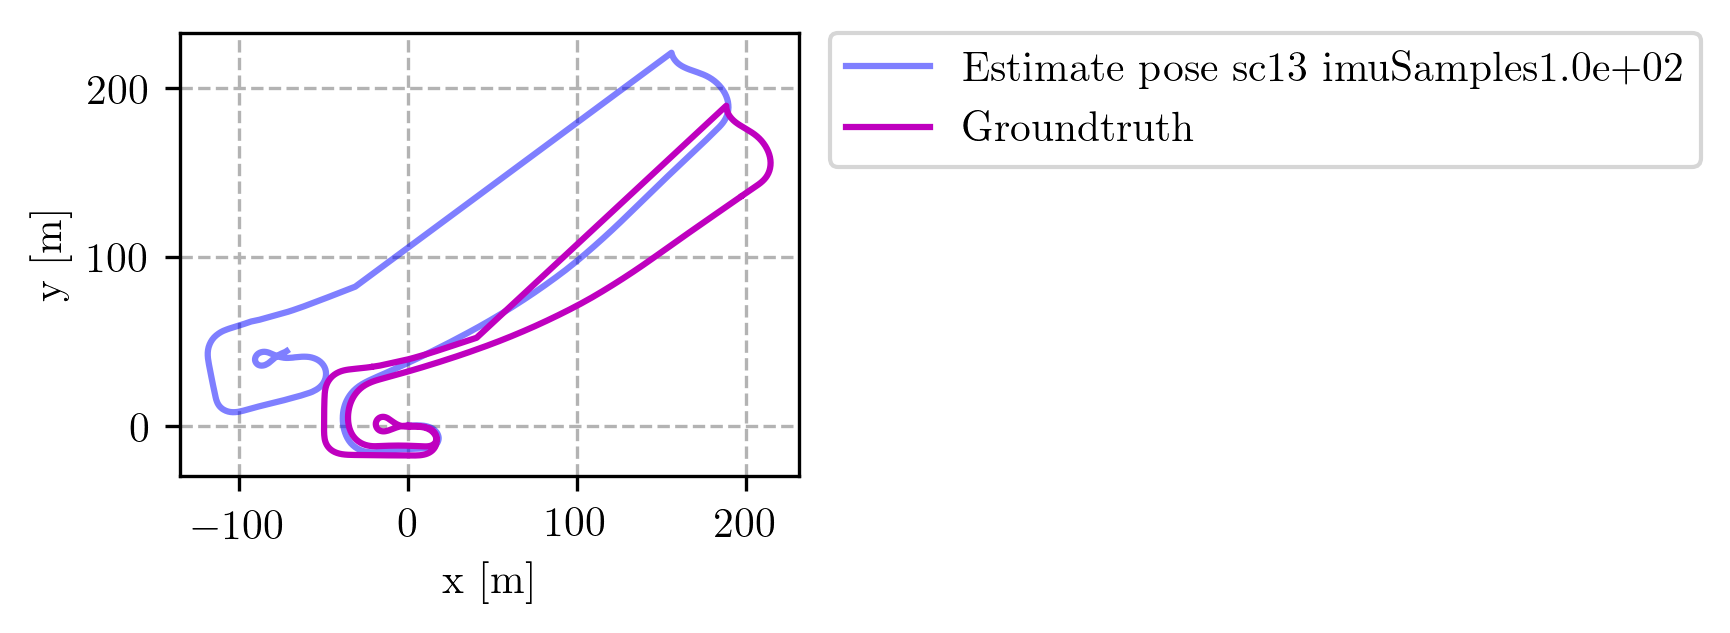 200
100
0
y [m]
−100
0
100
200
x [m]
Estimate pose sc13 imuSamples1.0e+02
Groundtruth